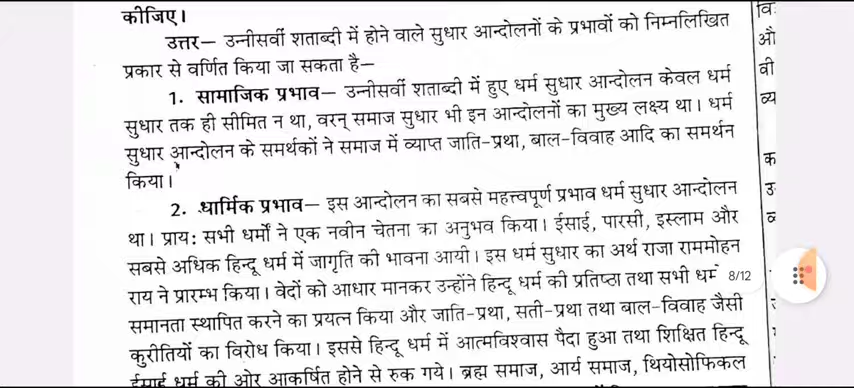 कीजिए।
उत्तर— उन्नीसवीं शताब्दी में होने वाले सुधार आन्दोलनों के प्रभावों को निम्नलिखित
प्रकार से वर्णित किया जा सकता है—
1. सामाजिक प्रभाव— उन्नीसवीं शताब्दी में हुए धर्म सुधार आन्दोलन केवल धर्म
सुधार तक ही सीमित न था, वरन् समाज सुधार भी इन आन्दोलनों का मुख्य लक्ष्य था। धर्म
सुधार आन्दोलन के समर्थकों ने समाज में व्याप्त जाति-प्रथा, बाल-विवाह आदि का समर्थन
किया।
2. धार्मिक प्रभाव— इस आन्दोलन का सबसे महत्त्वपूर्ण प्रभाव धर्म सुधार आन्दोलन
था। प्राय: सभी धर्मों ने एक नवीन चेतना का अनुभव किया। ईसाई, पारसी, इस्लाम और
सबसे अधिक हिन्दू धर्म में जागृति की भावना आयी। इस धर्म सुधार का अर्थ राजा राममोहन
राय ने प्रारम्भ किया। वेदों को आधार मानकर उन्होंने हिन्दू धर्म की प्रतिष्ठा तथा सभी
8/12
समानता स्थापित करने का प्रयत्न किया और जाति-प्रथा, सती-प्रथा तथा बाल-विवाह जैसी
कुरीतियों का विरोध किया। इससे हिन्दू धर्म में आत्मविश्वास पैदा हुआ तथा शिक्षित हिन्दू
ईसाई धर्म की ओर आकर्षित होने से रुक गये। ब्रह्म समाज, आर्य समाज, थियोसोफिकल